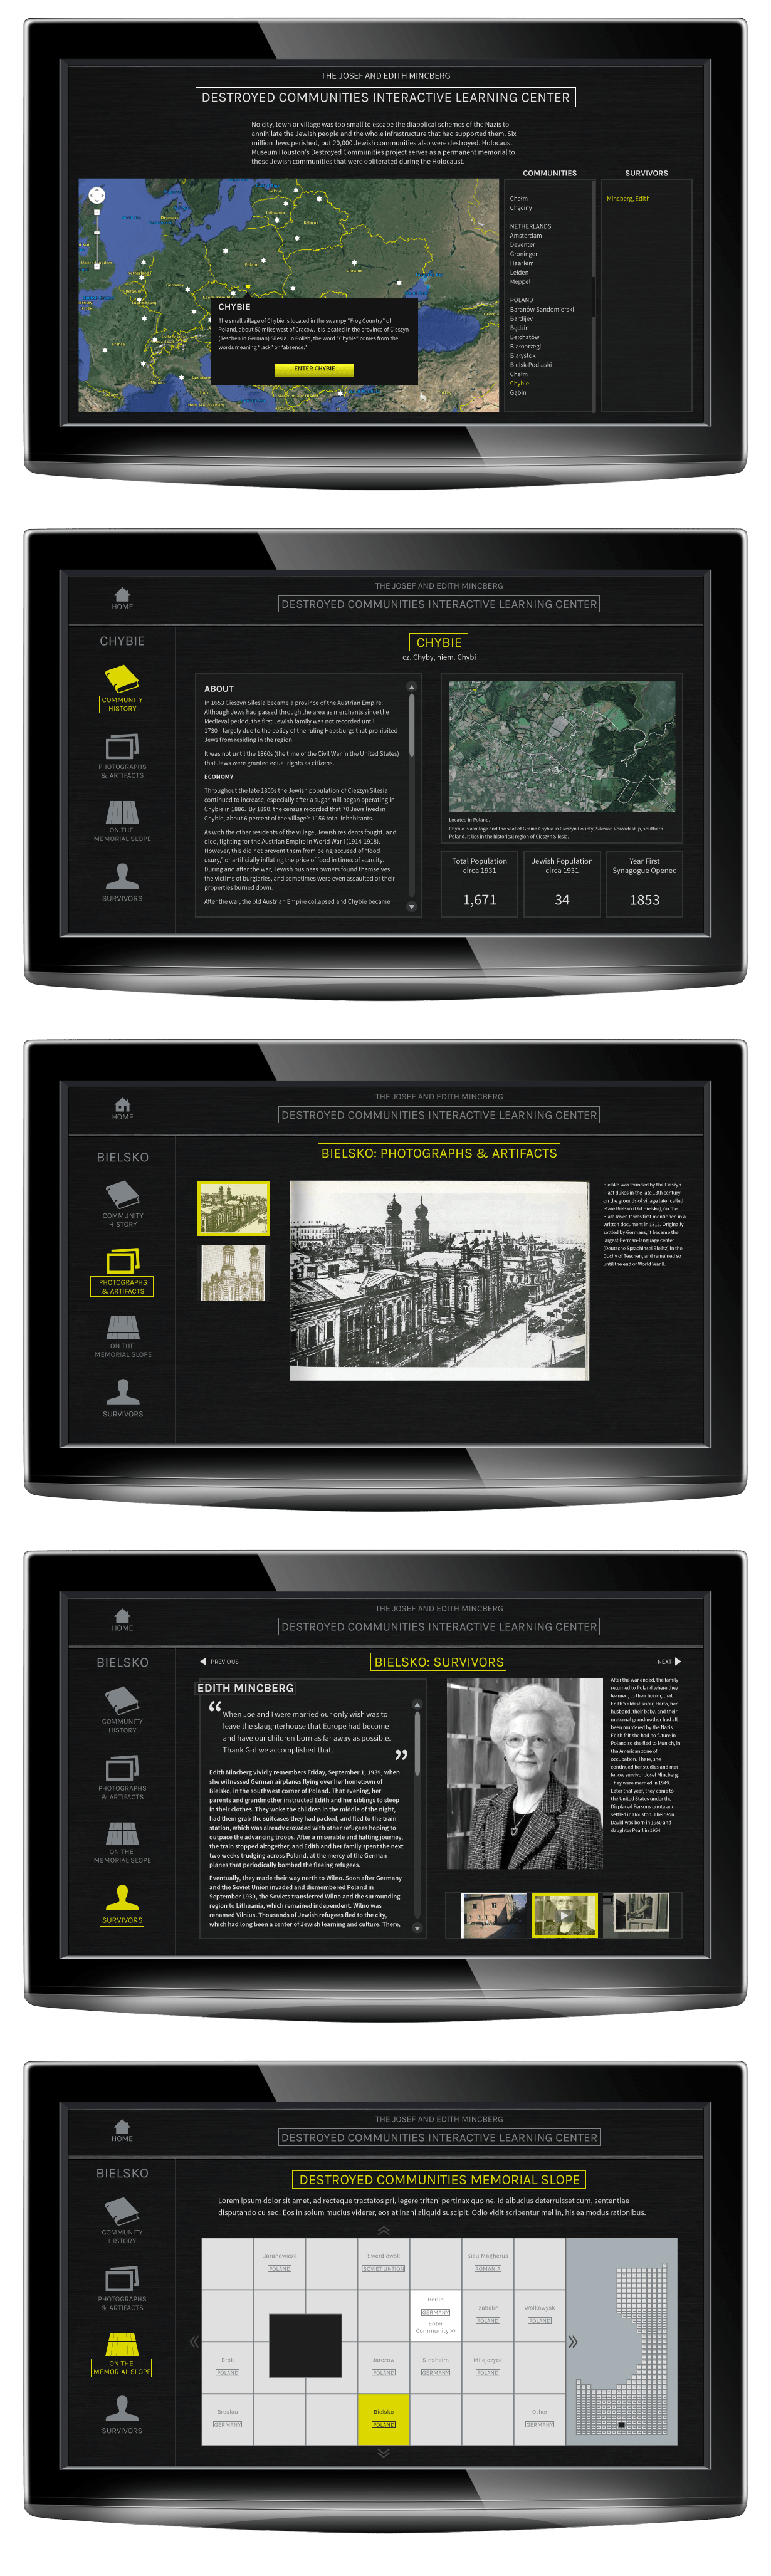 THE JOSEF AND EDITH MINCBERG
DESTROYED COMMUNITIES INTERACTIVE LEARNING CENTER
No city, town or village was too small to escape the diabolical schemes of the Nazis to
annihilate the Jewish people and the whole infrastructure that had supported them. Six
million Jews perished, but 20,000 Jewish communities also were destroyed. Holocaust
Museum Houston's Destroyed Communities project serves as a permanent memorial to
those Jewish communities that were obliterated during the Holocaust.
COMMUNITIES
SURVIVORS
Chełm
Chęciny
NETHERLANDS
Amsterdam
Deventer
Groningen
Haarlem
Leiden
Meppel
POLAND
Baranów Sandomierski
Bardijev
Będzin
Bełchatów
Białobrzegi
Białystok
Bielsk-Podlaski
Chełm
Chybie
Gąbin
Mincberg, Edith
Latvia
Lithuania
Belarus
Poland
Germany
Ukraine
France
CHYBIE
The small village of Chybie is located in the swampy "Frog Country" of
Poland, about 50 miles west of Cracow. It is located in the province of Cieszyn
(Teschen in German) Silesia. In Polish, the word "Chybie" comes from the
words meaning "lack" or "absence."
ENTER CHYBIE
HOME
THE JOSEF AND EDITH MINCBERG
DESTROYED COMMUNITIES INTERACTIVE LEARNING CENTER
CHYBIE
COMMUNITY
HISTORY
PHOTOGRAPHS
& ARTIFACTS
ON THE
MEMORIAL SLOPE
SURVIVORS
CHYBIE
cz. Chyby, niem. Chybi
ABOUT
In 1653 Cieszyn Silesia became a province of the Austrian Empire.
Although Jews had passed through the area as merchants since the
Medieval period, the first Jewish family was not recorded until
1730—largely due to the policy of the ruling Hapsburgs that prohibited
Jews from residing in the region.
It was not until the 1860s (the time of the Civil War in the United States)
that Jews were granted equal rights as citizens.
ECONOMY
Throughout the late 1800s the Jewish population of Cieszyn Silesia
continued to increase, especially after a sugar mill began operating in
Chybie in 1886. By 1890, the census recorded that 70 Jews lived in
Chybie, about 6 percent of the village's 1156 total inhabitants.
As with the other residents of the village, Jewish residents fought, and
died, fighting for the Austrian Empire in World War I (1914-1918).
However, this did not prevent them from being accused of "food
usury," or artificially inflating the price of food in times of scarcity.
During and after the war, Jewish business owners found themselves
the victims of burglaries, and sometimes were even assaulted or their
properties burned down.
After the war, the old Austrian Empire collapsed and Chybie became
Located in Poland.
Chybie is a village and the seat of Gmina Chybie in Cieszyn County, Silesian Voivodeship, southern
Poland. It lies in the historical region of Cieszyn Silesia.
Total Population
circa 1931
1,671
Jewish Population
circa 1931
34
Year First
Synagogue Opened
1853
HOME
THE JOSEF AND EDITH MINCBERG
DESTROYED COMMUNITIES INTERACTIVE LEARNING CENTER
BIELSKO
COMMUNITY
HISTORY
PHOTOGRAPHS
& ARTIFACTS
ON THE
MEMORIAL SLOPE
SURVIVORS
BIELSKO: PHOTOGRAPHS & ARTIFACTS
Bielsko was founded by the Cieszyn
Piast dukes in the late 13th century
on the grounds of village later called
Stare Bielsko (Old Bielsko), on the
Biała River. It was first mentioned in a
written document in 1312. Originally
settled by Germans, it became the
largest German-language center
(Deutsche Sprachinsel Bielitz) in the
Duchy of Teschen, and remained so
until the end of World War II.
HOME
THE JOSEF AND EDITH MINCBERG
DESTROYED COMMUNITIES INTERACTIVE LEARNING CENTER
BIELSKO
COMMUNITY
HISTORY
PHOTOGRAPHS
& ARTIFACTS
ON THE
MEMORIAL SLOPE
SURVIVORS
PREVIOUS
BIELSKO: SURVIVORS
NEXT
EDITH MINCBERG
“ When Joe and I were married our only wish was to
leave the slaughterhouse that Europe had become
and have our children born as far away as possible.
Thank G-d we accomplished that. ”
Edith Mincberg vividly remembers Friday, September 1, 1939, when
she witnessed German airplanes flying over her hometown of
Bielsko, in the southwest corner of Poland. That evening, her
parents and grandmother instructed Edith and her siblings to sleep
in their clothes. They woke the children in the middle of the night,
had them grab the suitcases they had packed, and fled to the train
station, which was already crowded with other refugees hoping to
outpace the advancing troops. After a miserable and halting journey,
the train stopped altogether, and Edith and her family spent the next
two weeks trudging across Poland, at the mercy of the German
planes that periodically bombed the fleeing refugees.
Eventually, they made their way north to Wilno. Soon after Germany
and the Soviet Union invaded and dismembered Poland in
September 1939, the Soviets transferred Wilno and the surrounding
region to Lithuania, which remained independent. Wilno was
renamed Vilnius. Thousands of Jewish refugees fled to the city,
which had long been a center of Jewish learning and culture. There,
After the war ended, the family
returned to Poland where they
learned, to their horror, that
Edith's eldest sister, Herta, her
husband, their baby, and their
maternal grandmother had all
been murdered by the Nazis.
Edith felt she had no future in
Poland so she fled to Munich, in
the American zone of
occupation. There, she
continued her studies and met
fellow survivor Josef Mincberg.
They were married in 1949.
Later that year, they came to
the United States under the
Displaced Persons quota and
settled in Houston. Their son
David was born in 1950 and
daughter Pearl in 1954.
HOME
THE JOSEF AND EDITH MINCBERG
DESTROYED COMMUNITIES INTERACTIVE LEARNING CENTER
BIELSKO
COMMUNITY
HISTORY
PHOTOGRAPHS
& ARTIFACTS
ON THE
MEMORIAL SLOPE
SURVIVORS
DESTROYED COMMUNITIES MEMORIAL SLOPE
Lorem ipsum dolor sit amet, ad recteque tractatos pri, legere tritani pertinax quo ne. Id albucius deterruisset cum, sententiae
disputando cu sed. Eos in solum mucius viderer, eos at inani aliquid suscipit. Odio vidit scribentur mel in, his ea modus rationibus.
Baranowicze
POLAND
Swerdlowsk
SOVIET UNTION
Sieu Magherus
ROMANIA
Berlin
GERMANY
Enter
Community >>
Izabelin
POLAND
Wolkowysk
POLAND
Brok
POLAND
Jarczow
POLAND
Sinsheim
GERMANY
Milejczyce
POLAND
Breslau
GERMANY
Bielsko
POLAND
Other
GERMANY